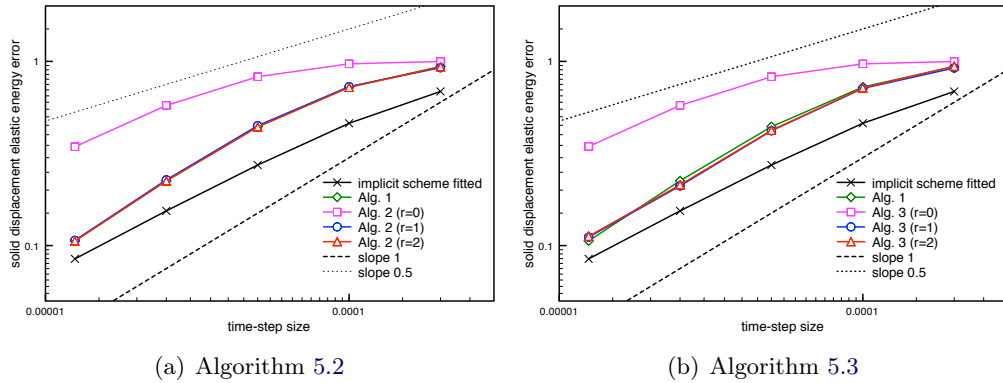 solid displacement elastic energy error
1
0.1
0.00001
0.0001
time-step size
implicit scheme fitted
Alg. 1
Alg. 2 (r=0)
Alg. 2 (r=1)
Alg. 2 (r=2)
slope 1
slope 0.5
(a) Algorithm 5.2
solid displacement elastic energy error
1
0.1
0.00001
0.0001
time-step size
implicit scheme fitted
Alg. 1
Alg. 3 (r=0)
Alg. 3 (r=1)
Alg. 3 (r=2)
slope 1
slope 0.5
(b) Algorithm 5.3